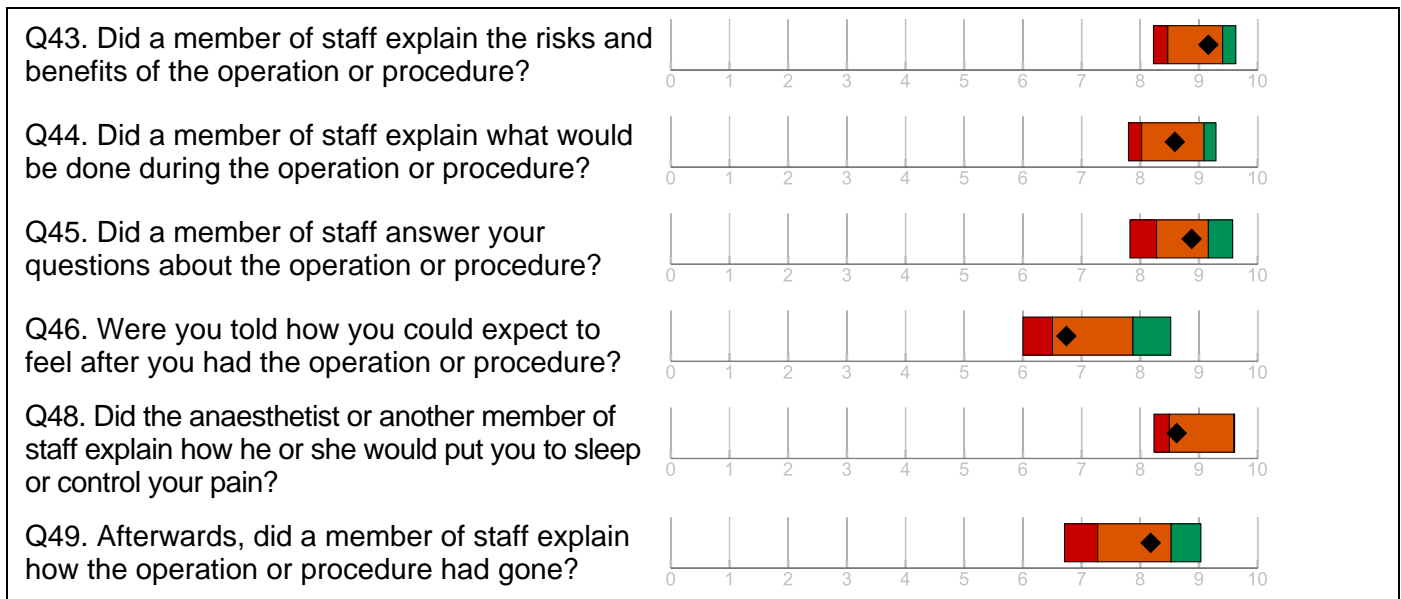 Q43. Did a member of staff explain the risks and
benefits of the operation or procedure?
0 1 2 3 4 5 6 7 8 9 10
Q44. Did a member of staff explain what would
be done during the operation or procedure?
0 1 2 3 4 5 6 7 8 9 10
Q45. Did a member of staff answer your
questions about the operation or procedure?
0 1 2 3 4 5 6 7 8 9 10
Q46. Were you told how you could expect to
feel after you had the operation or procedure?
0 1 2 3 4 5 6 7 8 9 10
Q48. Did the anaesthetist or another member of
staff explain how he or she would put you to sleep
or control your pain?
0 1 2 3 4 5 6 7 8 9 10
Q49. Afterwards, did a member of staff explain
how the operation or procedure had gone?
0 1 2 3 4 5 6 7 8 9 10